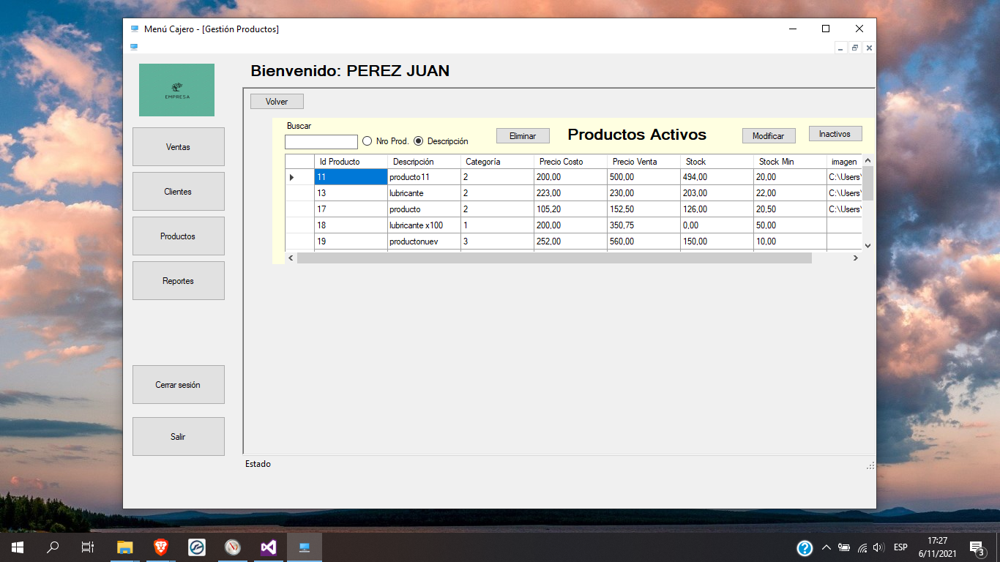 Menú Cajero - [Gestión Productos]
EMPRESA
Bienvenido: PEREZ JUAN
Volver
Ventas
Clientes
Productos
Reportes
Cerrar sesión
Salir
Buscar
Nro Prod. Descripción
Eliminar
Productos Activos
Modificar
Inactivos
Id Producto Descripción Categoría Precio Costo Precio Venta Stock Stock Min imagen
11 producto11 2 200,00 500,00 494,00 20,00 C:\Users\
13 lubricante 2 223,00 230,00 203,00 22,00 C:\Users\
17 producto 2 105,20 152,50 126,00 20,50 C:\Users\
18 lubricante x100 1 200,00 350,75 0,00 50,00
19 productonuev 3 252,00 560,00 150,00 10,00
Estado
ESP
17:27
6/11/2021
3